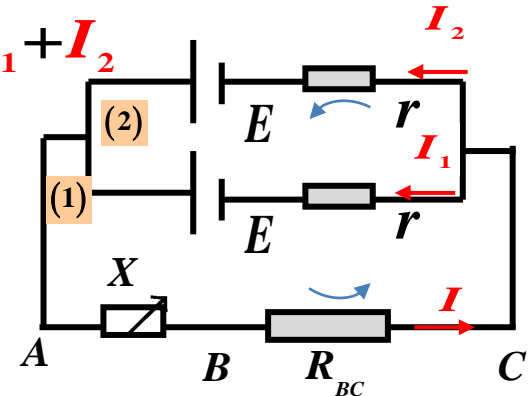 I₂
₁ + I₂
(2)
E
r
I₁
(1)
E
r
X
I
A
B
R_BC
C